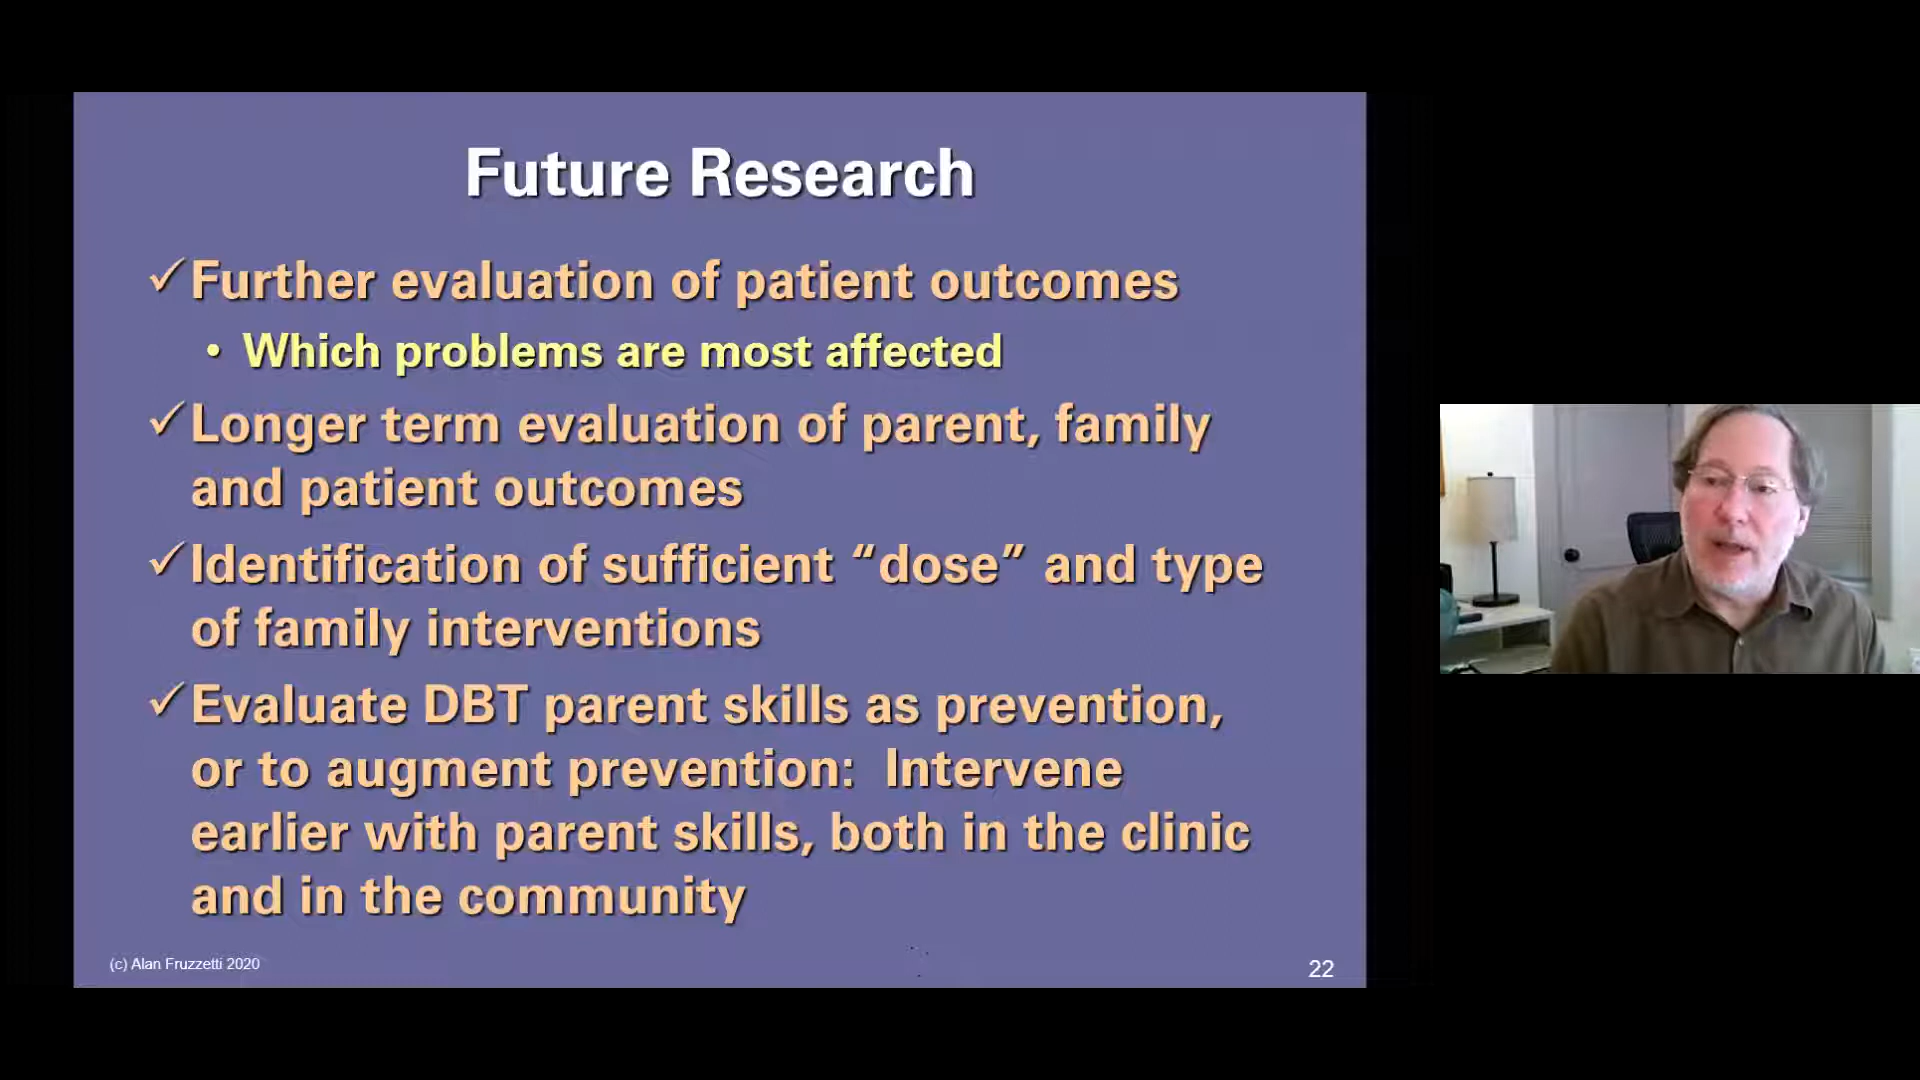 Future Research
✓Further evaluation of patient outcomes
• Which problems are most affected
✓Longer term evaluation of parent, family
and patient outcomes
✓Identification of sufficient “dose” and type
of family interventions
✓Evaluate DBT parent skills as prevention,
or to augment prevention:  Intervene
earlier with parent skills, both in the clinic
and in the community
(c) Alan Fruzzetti 2020
22